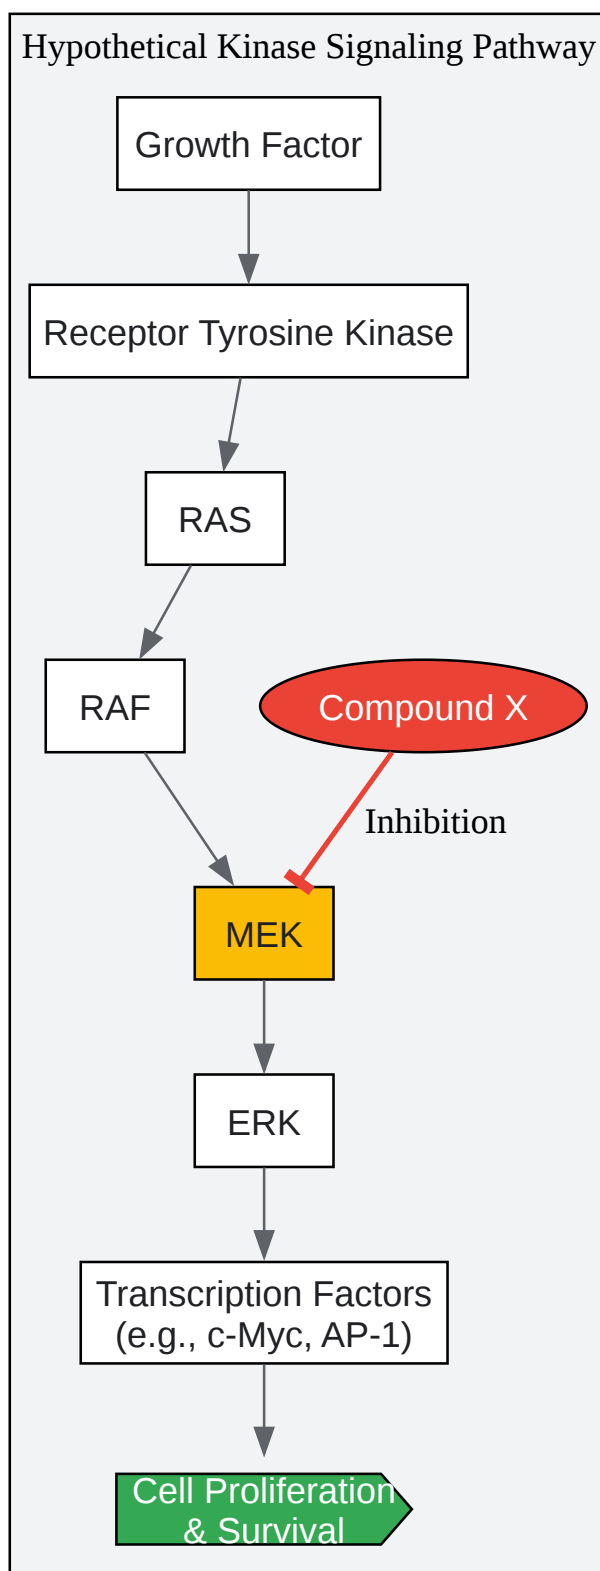 Hypothetical Kinase Signaling Pathway
Growth Factor
Receptor Tyrosine Kinase
RAS
RAF
Compound X
Inhibition
MEK
ERK
Transcription Factors
(e.g., c-Myc, AP-1)
Cell Proliferation
& Survival